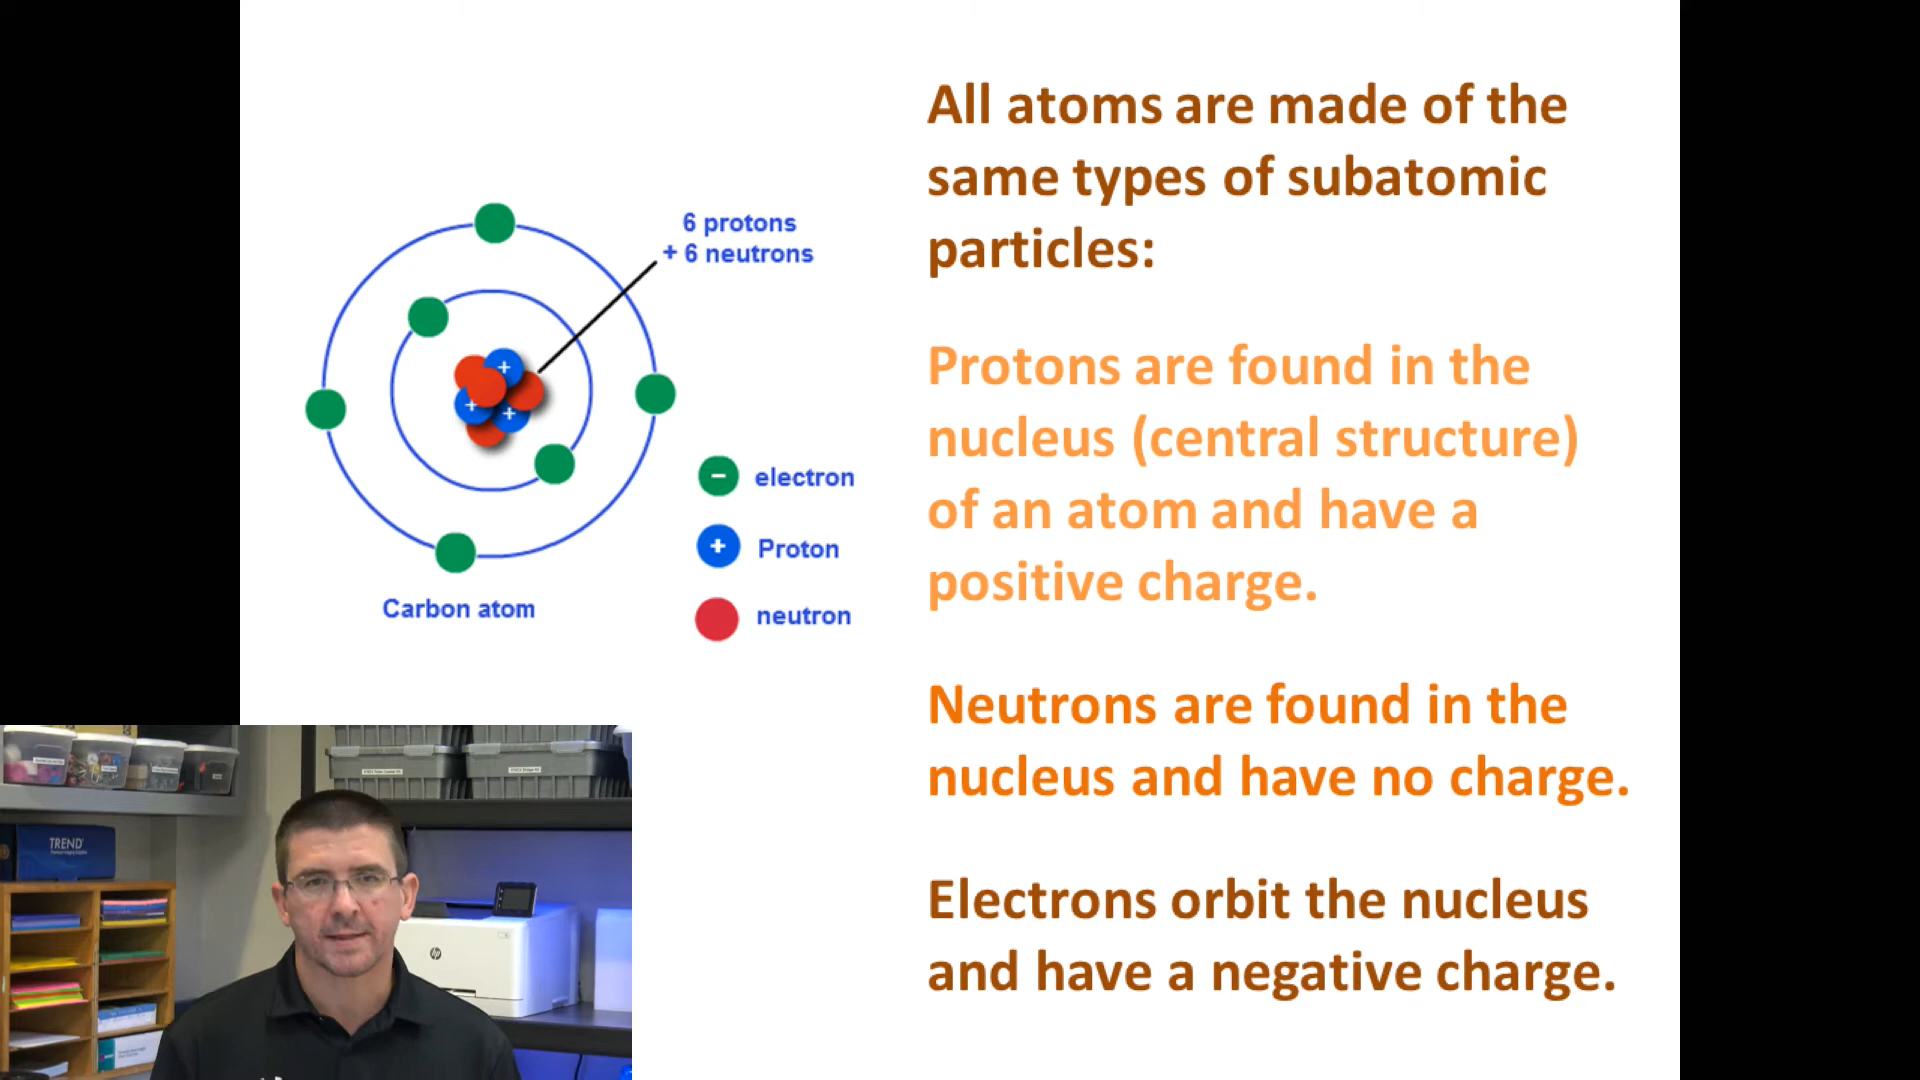 All atoms are made of the
same types of subatomic
particles:
Protons are found in the
nucleus (central structure)
of an atom and have a
positive charge.
Neutrons are found in the
nucleus and have no charge.
Electrons orbit the nucleus
and have a negative charge.
6 protons
+ 6 neutrons
+
+
+
− electron
+ Proton
neutron
Carbon atom
TREND
hp